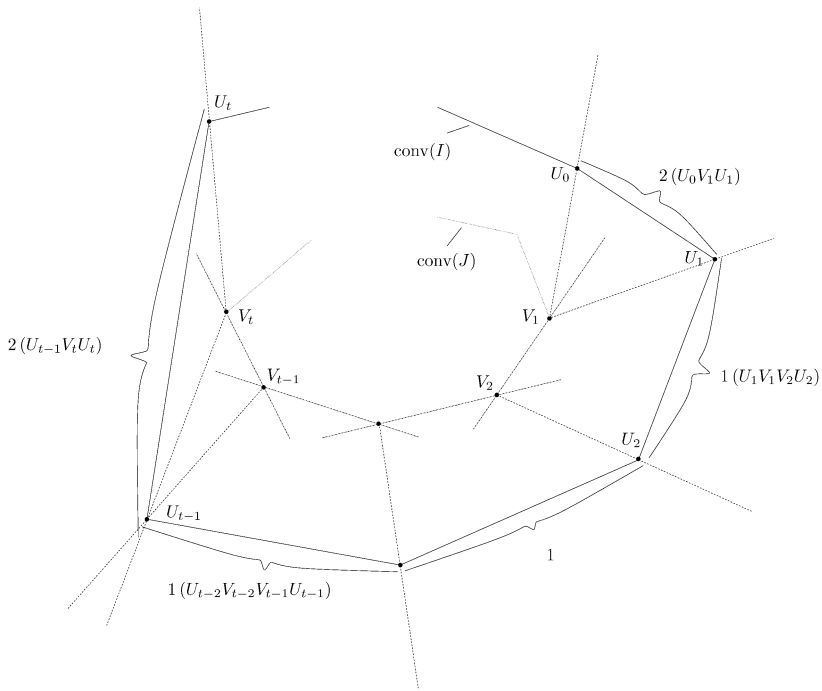 U_t
conv(I)
U_0
2 (U_0V_1U_1)
conv(J)
U_1
V_t
V_1
2 (U_{t−1}V_tU_t)
V_{t−1}
V_2
1 (U_1V_1V_2U_2)
U_2
U_{t−1}
1
1 (U_{t−2}V_{t−2}V_{t−1}U_{t−1})